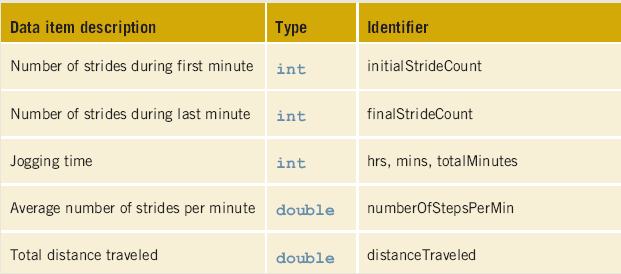 Data item description Type Identifier
Number of strides during first minute int initialStrideCount
Number of strides during last minute int finalStrideCount
Jogging time int hrs, mins, totalMinutes
Average number of strides per minute double numberOfStepsPerMin
Total distance traveled double distanceTraveled